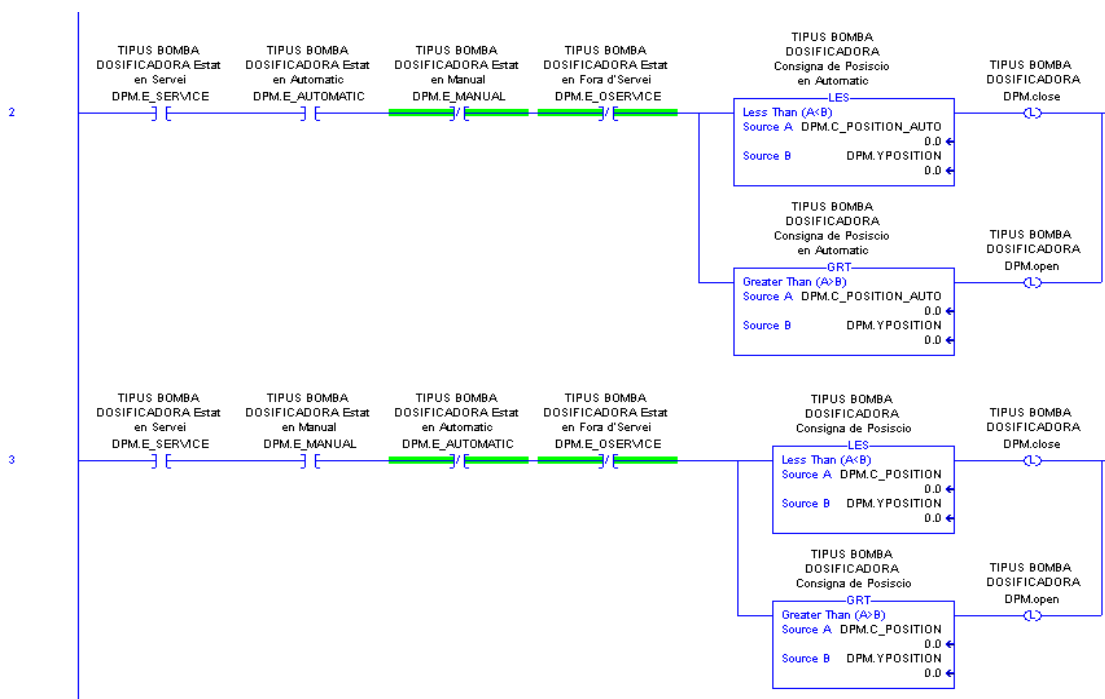 TIPUS BOMBA
DOSIFICADORA Estat
en Servei
DPM.E_SERVICE
TIPUS BOMBA
DOSIFICADORA Estat
en Automatic
DPM.E_AUTOMATIC
TIPUS BOMBA
DOSIFICADORA Estat
en Manual
DPM.E_MANUAL
TIPUS BOMBA
DOSIFICADORA Estat
en Fora d'Servei
DPM.E_OSERVICE
TIPUS BOMBA
DOSIFICADORA
Consigna de Posiscio
en Automatic
LES
Less Than (A<B)
Source A DPM.C_POSITION_AUTO
0.0
Source B DPM.YPOSITION
0.0
TIPUS BOMBA
DOSIFICADORA
DPM.close
L
2
TIPUS BOMBA
DOSIFICADORA
Consigna de Posiscio
en Automatic
GRT
Greater Than (A>B)
Source A DPM.C_POSITION_AUTO
0.0
Source B DPM.YPOSITION
0.0
TIPUS BOMBA
DOSIFICADORA
DPM.open
L
TIPUS BOMBA
DOSIFICADORA Estat
en Servei
DPM.E_SERVICE
TIPUS BOMBA
DOSIFICADORA Estat
en Manual
DPM.E_MANUAL
TIPUS BOMBA
DOSIFICADORA Estat
en Automatic
DPM.E_AUTOMATIC
TIPUS BOMBA
DOSIFICADORA Estat
en Fora d'Servei
DPM.E_OSERVICE
TIPUS BOMBA
DOSIFICADORA
Consigna de Posiscio
LES
Less Than (A<B)
Source A DPM.C_POSITION
0.0
Source B DPM.YPOSITION
0.0
TIPUS BOMBA
DOSIFICADORA
DPM.close
L
3
TIPUS BOMBA
DOSIFICADORA
Consigna de Posiscio
GRT
Greater Than (A>B)
Source A DPM.C_POSITION
0.0
Source B DPM.YPOSITION
0.0
TIPUS BOMBA
DOSIFICADORA
DPM.open
L